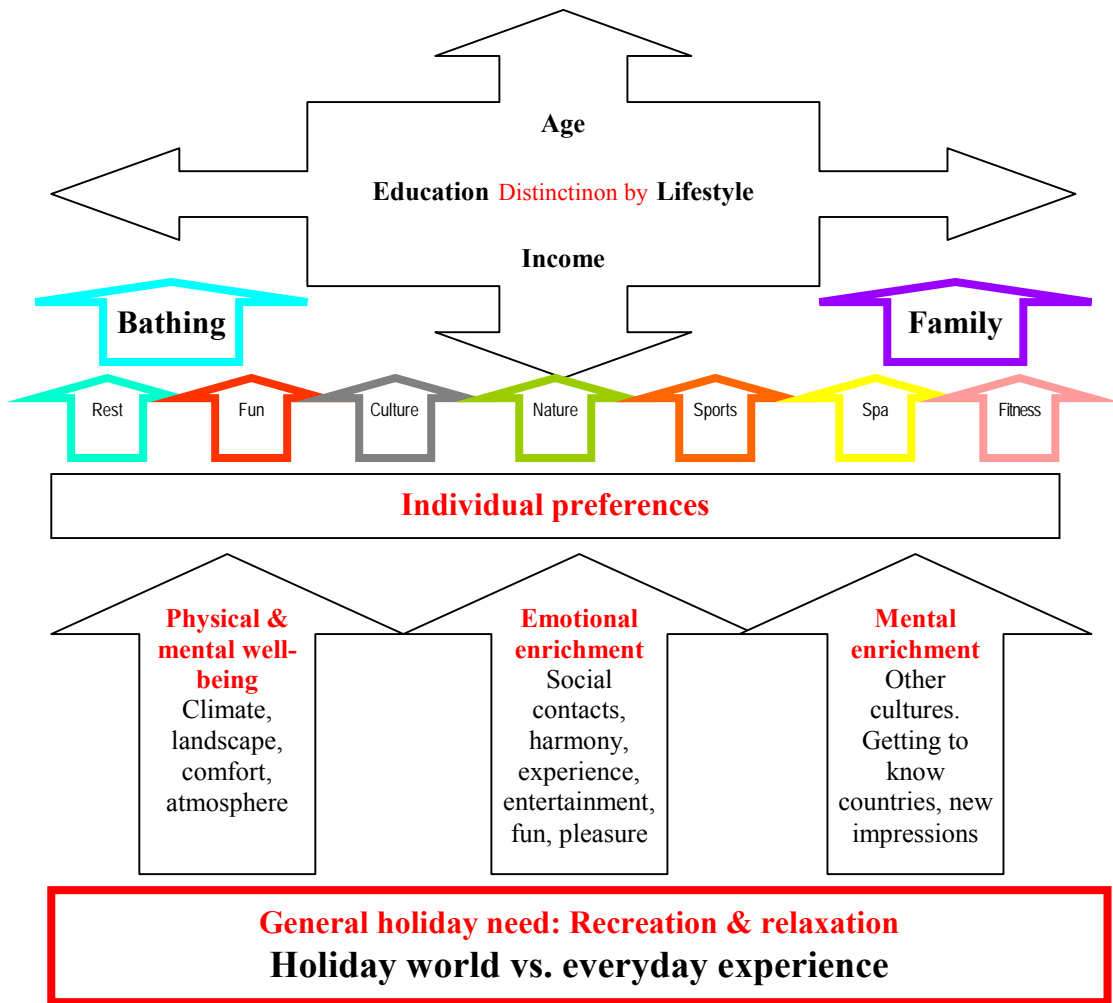 Age
Education Distinctinon by Lifestyle
Income
Bathing
Family
Rest
Fun
Culture
Nature
Sports
Spa
Fitness
Individual preferences
Physical &
mental well-
being
Climate,
landscape,
comfort,
atmosphere
Emotional
enrichment
Social
contacts,
harmony,
experience,
entertainment,
fun, pleasure
Mental
enrichment
Other
cultures.
Getting to
know
countries, new
impressions
General holiday need: Recreation & relaxation
Holiday world vs. everyday experience